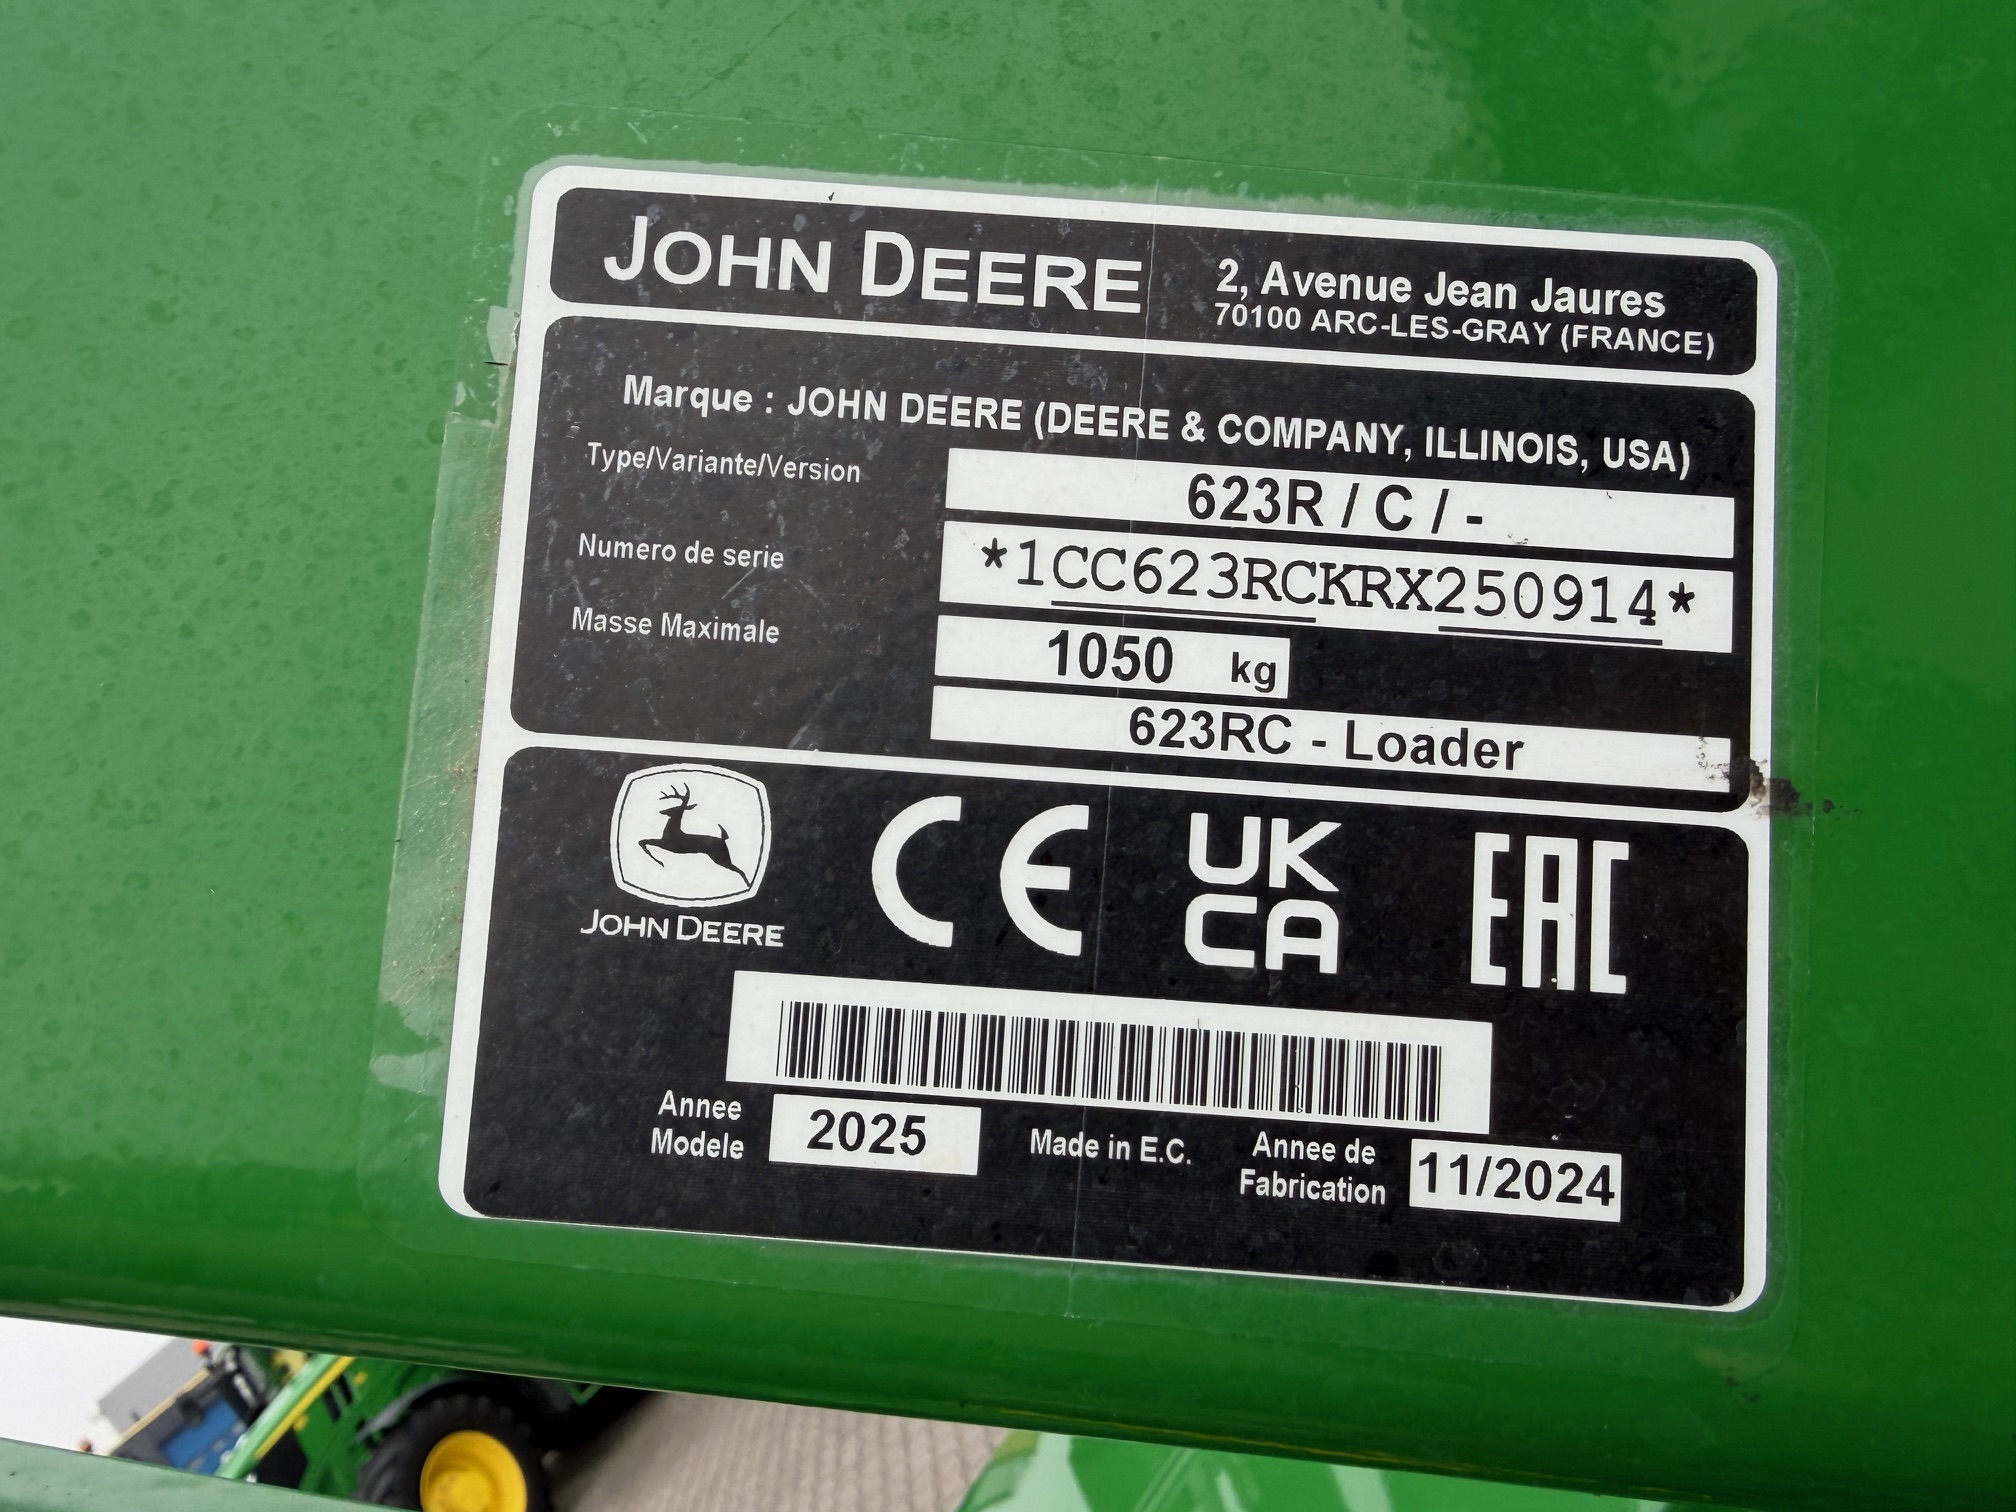 JOHN DEERE
2, Avenue Jean Jaures
70100 ARC-LES-GRAY (FRANCE)
Marque : JOHN DEERE (DEERE & COMPANY, ILLINOIS, USA)
Type/Variante/Version 623R / C / -
Numero de serie *1CC623RCKRX250914*
Masse Maximale 1050 kg
623RC - Loader
JOHN DEERE
CE
UK
CA
EAC
Annee
Modele
2025
Made in E.C.
Annee de
Fabrication
11/2024